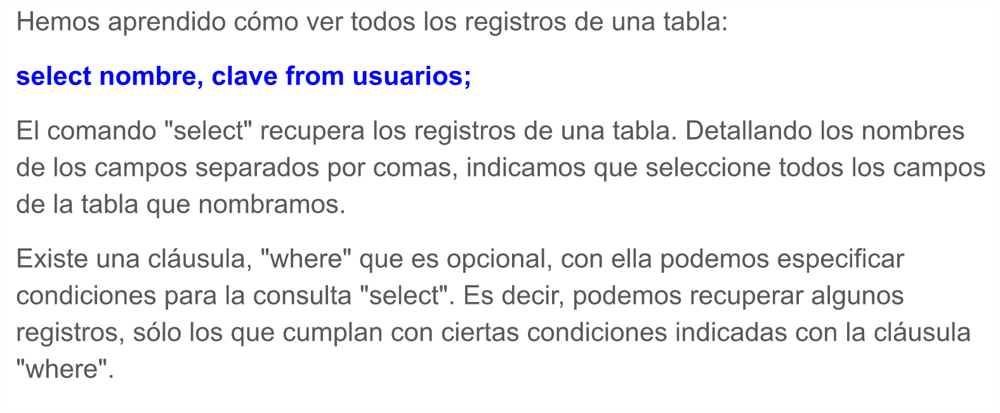 Hemos aprendido cómo ver todos los registros de una tabla:
select nombre, clave from usuarios;
El comando "select" recupera los registros de una tabla. Detallando los nombres
de los campos separados por comas, indicamos que seleccione todos los campos
de la tabla que nombramos.
Existe una cláusula, "where" que es opcional, con ella podemos especificar
condiciones para la consulta "select". Es decir, podemos recuperar algunos
registros, sólo los que cumplan con ciertas condiciones indicadas con la cláusula
"where".